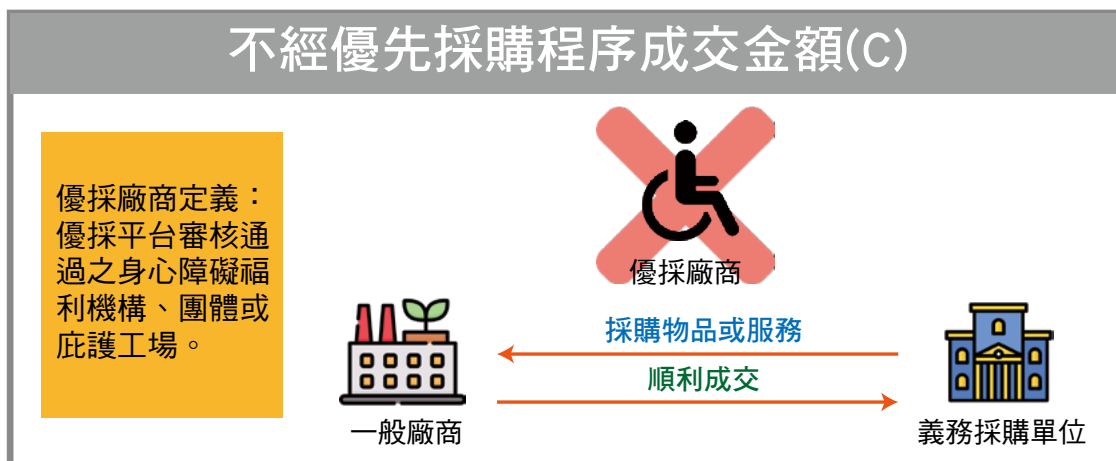 不經優先採購程序成交金額(C)
優採廠商定義：
優採平台審核通
過之身心障礙福
利機構、團體或
庇護工場。
優採廠商
採購物品或服務
順利成交
一般廠商
義務採購單位